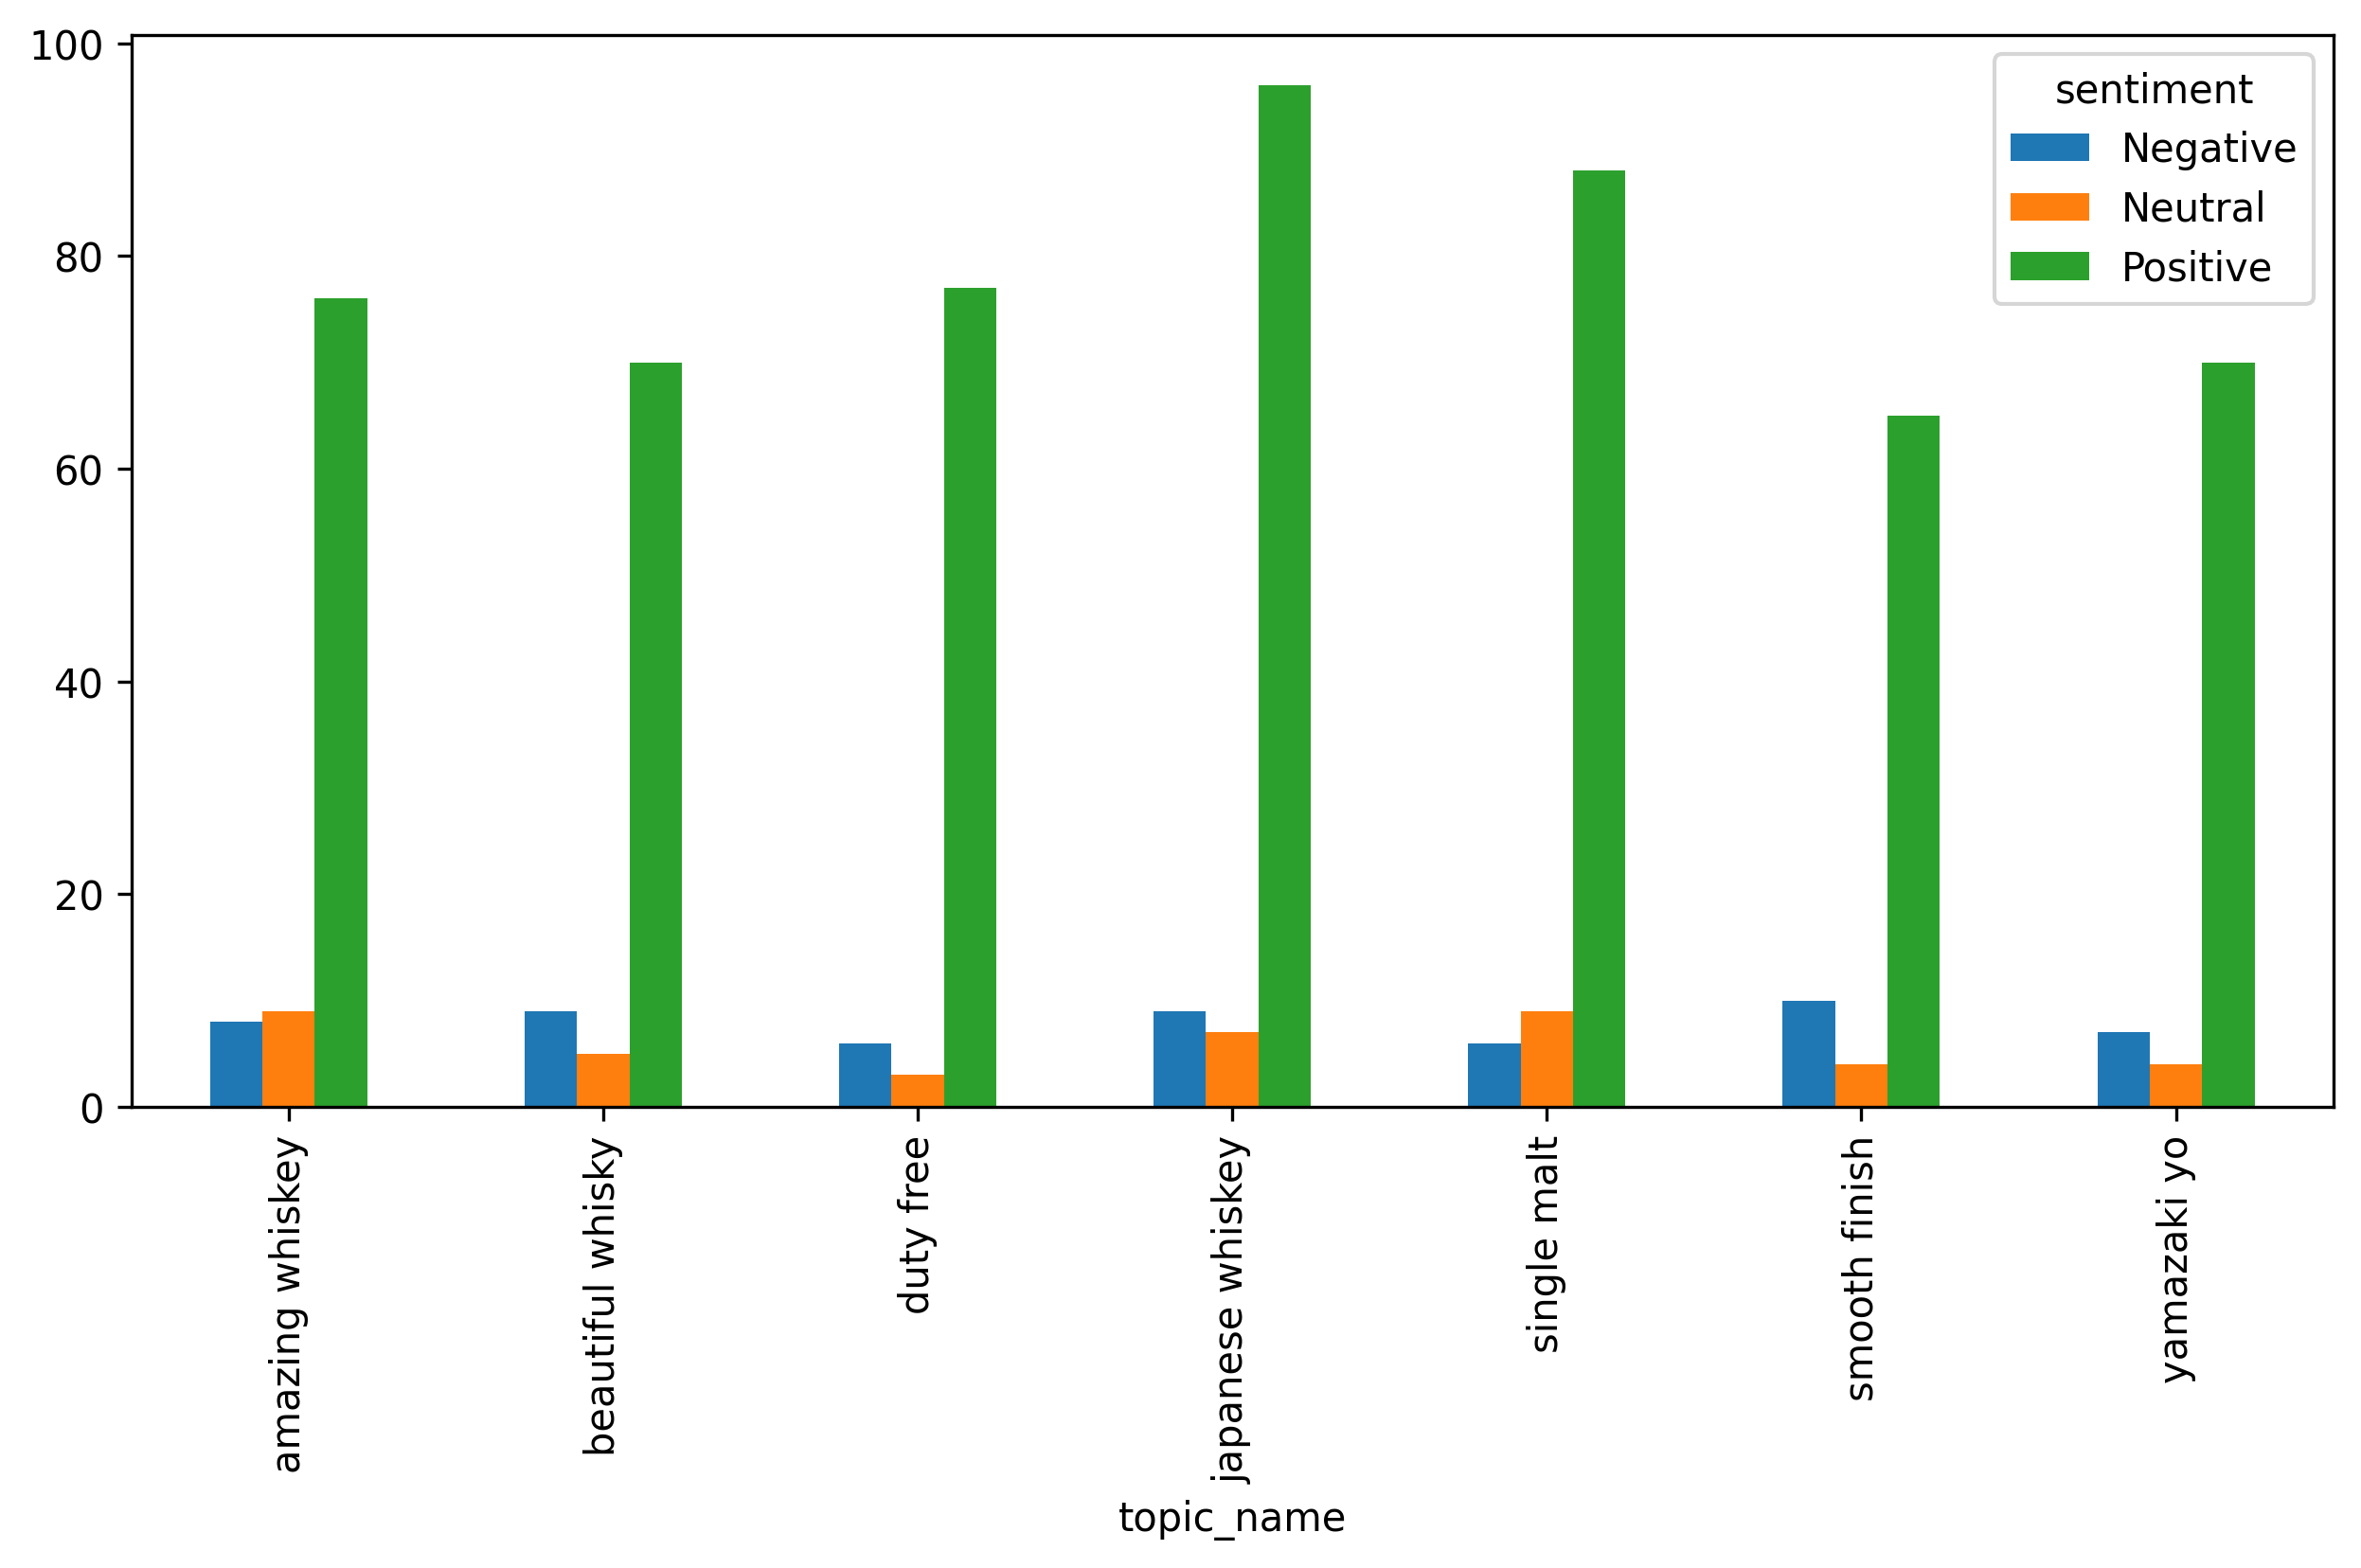 100
80
60
40
20
0
sentiment
Negative
Neutral
Positive
amazing whiskey
beautiful whisky
duty free
japanese whiskey
single malt
smooth finish
yamazaki yo
topic_name